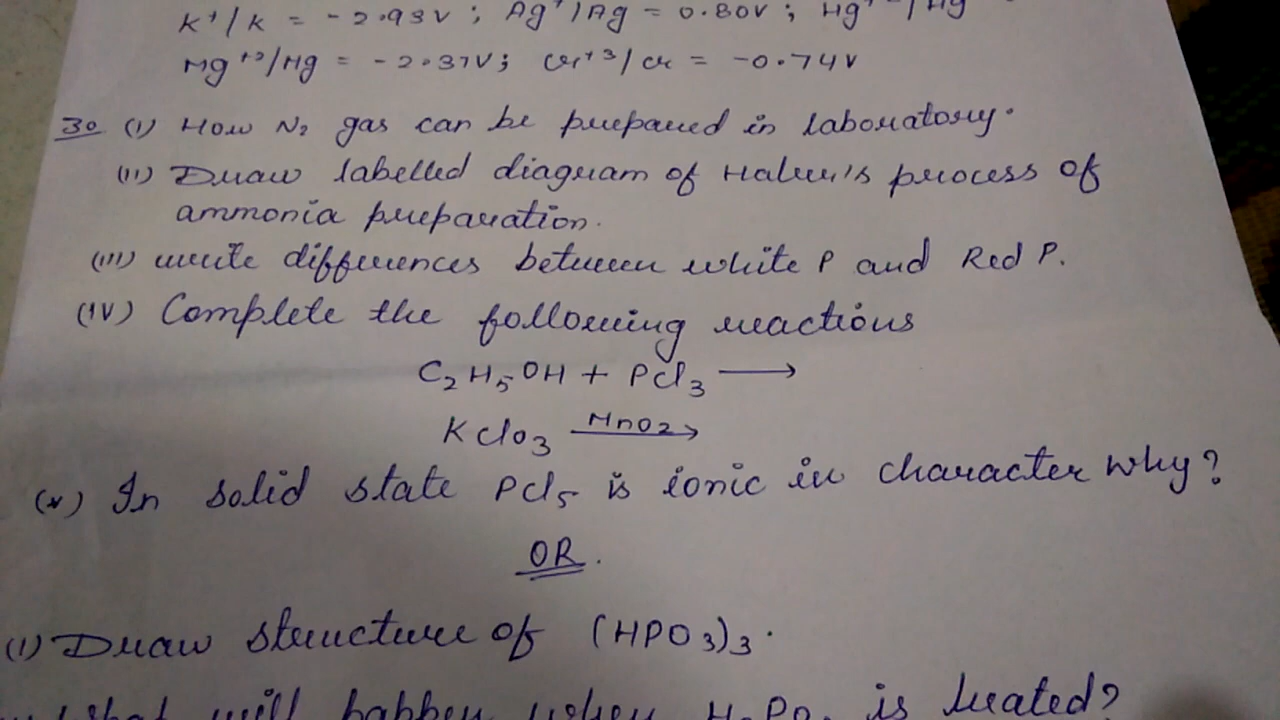 K⁺/K = -2.93V ; Ag⁺/Ag = 0.80V ;
Mg⁺²/Mg = -2.37V; Cr⁺³/Cr = -0.74V
30 (i) How N₂ gas can be prepared in laboratory.
(ii) Draw labelled diagram of Haber's process of
ammonia preparation.
(iii) write differences between white P and Red P.
(iv) Complete the following reactions
C₂H₅OH + PCl₃ ⟶
KClO₃ MnO₂ ⟶
(v) In solid state PCl₅ is ionic in character why?
OR.
(i) Draw structure of (HPO₃)₃.
what will happen when is heated?